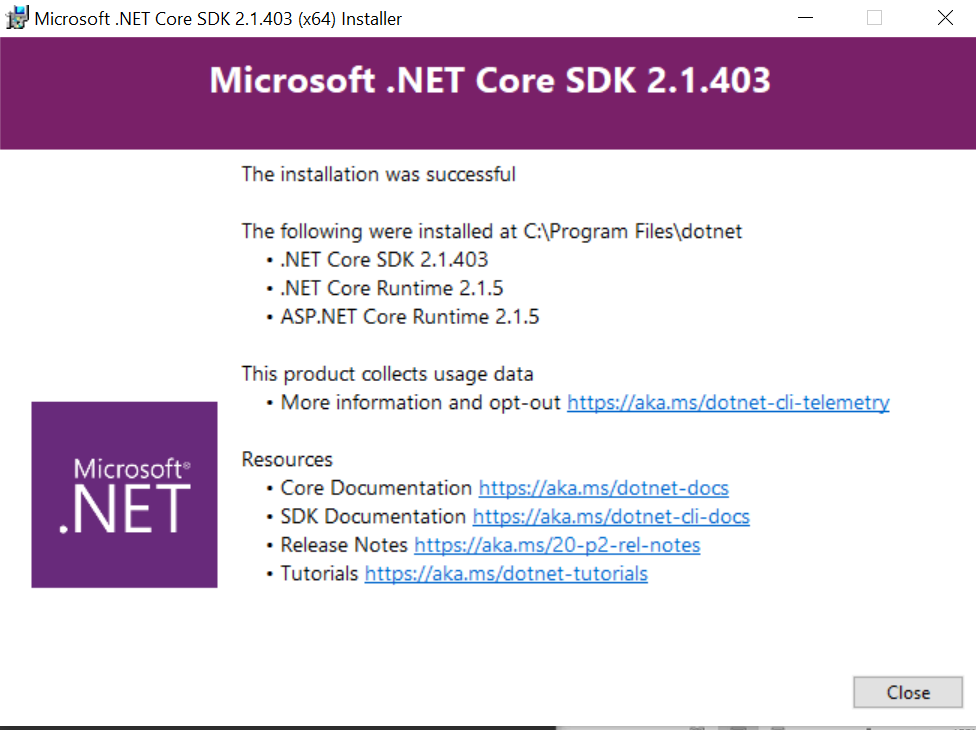 Microsoft .NET Core SDK 2.1.403 (x64) Installer
Microsoft .NET Core SDK 2.1.403
The installation was successful
The following were installed at C:\Program Files\dotnet
• .NET Core SDK 2.1.403
• .NET Core Runtime 2.1.5
• ASP.NET Core Runtime 2.1.5
This product collects usage data
• More information and opt-out https://aka.ms/dotnet-cli-telemetry
Resources
• Core Documentation https://aka.ms/dotnet-docs
• SDK Documentation https://aka.ms/dotnet-cli-docs
• Release Notes https://aka.ms/20-p2-rel-notes
• Tutorials https://aka.ms/dotnet-tutorials
Microsoft®
.NET
Close